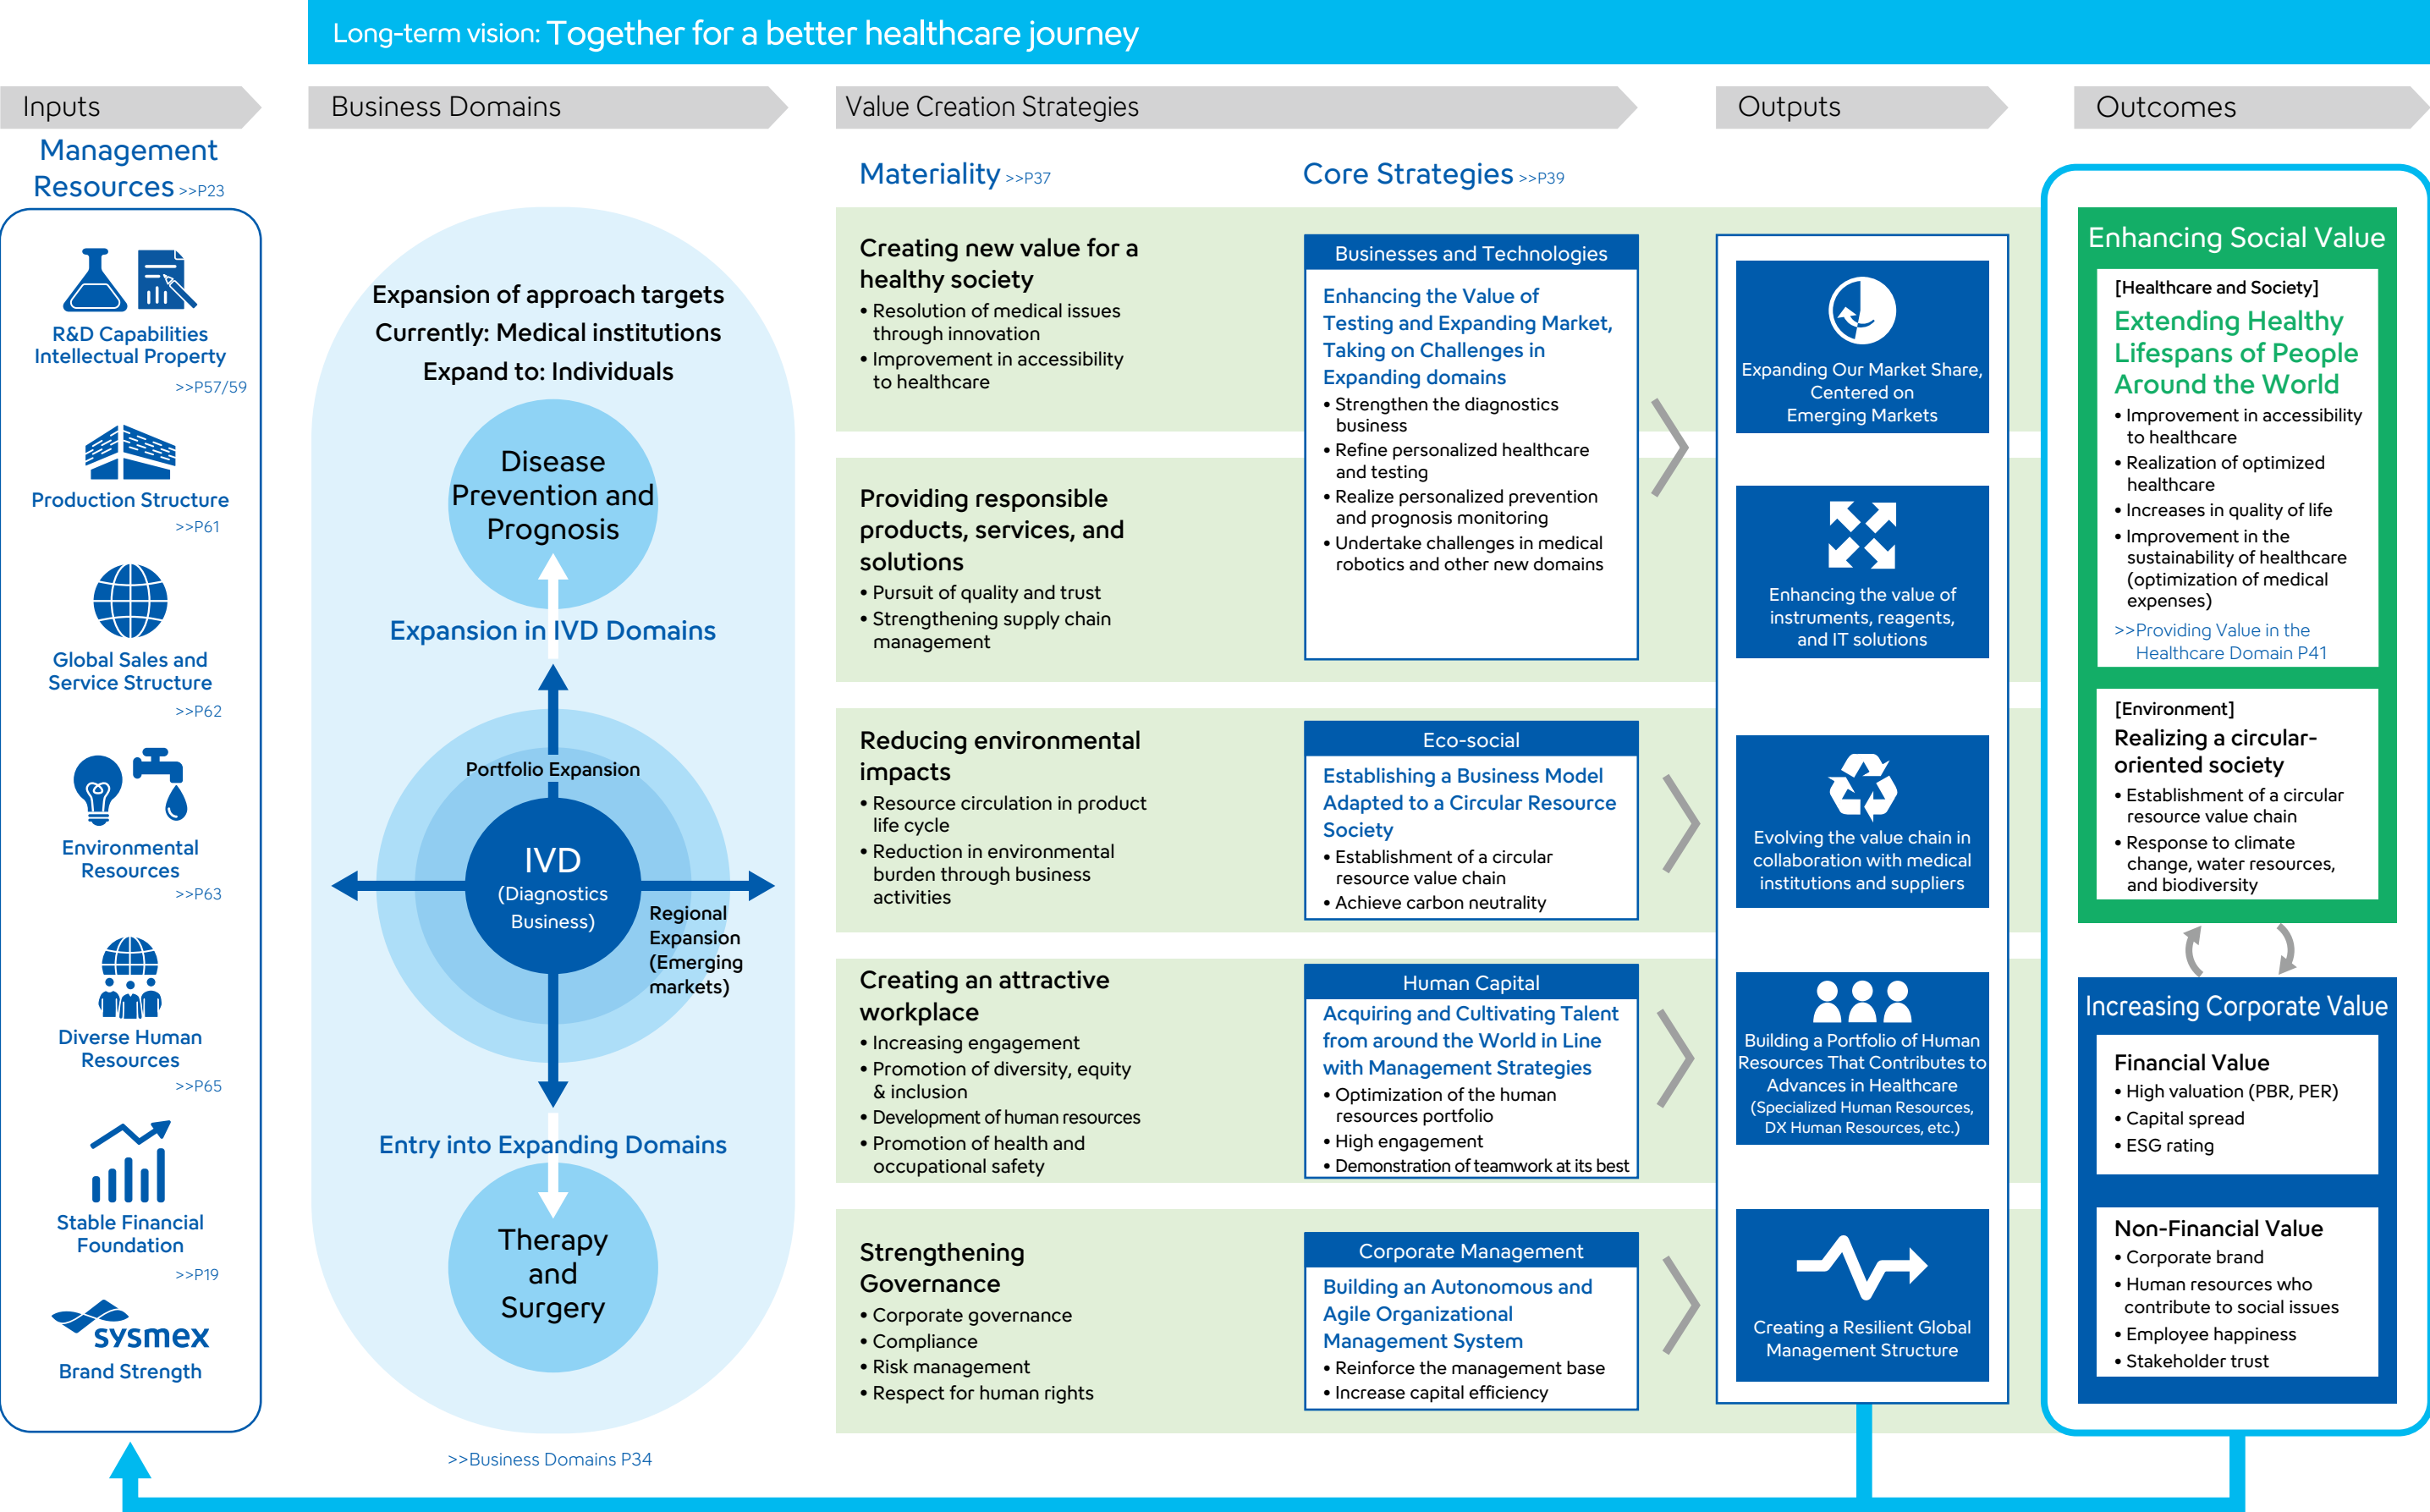 Long-term vision: Together for a better healthcare journey
Inputs
Management
Resources >>P23
R&D Capabilities
Intellectual Property
>>P57/59
Production Structure
>>P61
Global Sales and
Service Structure
>>P62
Environmental
Resources
>>P63
Diverse Human
Resources
>>P65
Stable Financial
Foundation
>>P19
sysmex
Brand Strength
Business Domains
Expansion of approach targets
Currently: Medical institutions
Expand to: Individuals
Disease
Prevention and
Prognosis
Expansion in IVD Domains
Portfolio Expansion
IVD
(Diagnostics
Business)
Regional
Expansion
(Emerging
markets)
Entry into Expanding Domains
Therapy
and
Surgery
>>Business Domains P34
Value Creation Strategies
Materiality >>P37
Creating new value for a
healthy society
• Resolution of medical issues
through innovation
• Improvement in accessibility
to healthcare
Providing responsible
products, services, and
solutions
• Pursuit of quality and trust
• Strengthening supply chain
management
Reducing environmental
impacts
• Resource circulation in product
life cycle
• Reduction in environmental
burden through business
activities
Creating an attractive
workplace
• Increasing engagement
• Promotion of diversity, equity
& inclusion
• Development of human resources
• Promotion of health and
occupational safety
Strengthening
Governance
• Corporate governance
• Compliance
• Risk management
• Respect for human rights
Core Strategies >>P39
Businesses and Technologies
Enhancing the Value of
Testing and Expanding Market,
Taking on Challenges in
Expanding domains
• Strengthen the diagnostics
business
• Refine personalized healthcare
and testing
• Realize personalized prevention
and prognosis monitoring
• Undertake challenges in medical
robotics and other new domains
Eco-social
Establishing a Business Model
Adapted to a Circular Resource
Society
• Establishment of a circular
resource value chain
• Achieve carbon neutrality
Human Capital
Acquiring and Cultivating Talent
from around the World in Line
with Management Strategies
• Optimization of the human
resources portfolio
• High engagement
• Demonstration of teamwork at its best
Corporate Management
Building an Autonomous and
Agile Organizational
Management System
• Reinforce the management base
• Increase capital efficiency
Outputs
Expanding Our Market Share,
Centered on
Emerging Markets
Enhancing the value of
instruments, reagents,
and IT solutions
Evolving the value chain in
collaboration with medical
institutions and suppliers
Building a Portfolio of Human
Resources That Contributes to
Advances in Healthcare
(Specialized Human Resources,
DX Human Resources, etc.)
Creating a Resilient Global
Management Structure
Outcomes
Enhancing Social Value
[Healthcare and Society]
Extending Healthy
Lifespans of People
Around the World
• Improvement in accessibility
to healthcare
• Realization of optimized
healthcare
• Increases in quality of life
• Improvement in the
sustainability of healthcare
(optimization of medical
expenses)
>>Providing Value in the
Healthcare Domain P41
[Environment]
Realizing a circular-
oriented society
• Establishment of a circular
resource value chain
• Response to climate
change, water resources,
and biodiversity
Increasing Corporate Value
Financial Value
• High valuation (PBR, PER)
• Capital spread
• ESG rating
Non-Financial Value
• Corporate brand
• Human resources who
contribute to social issues
• Employee happiness
• Stakeholder trust